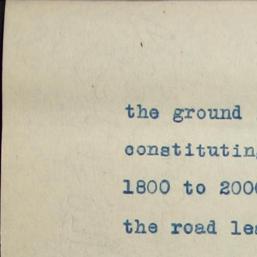 the ground
constitutin
1800 to 200
the road le